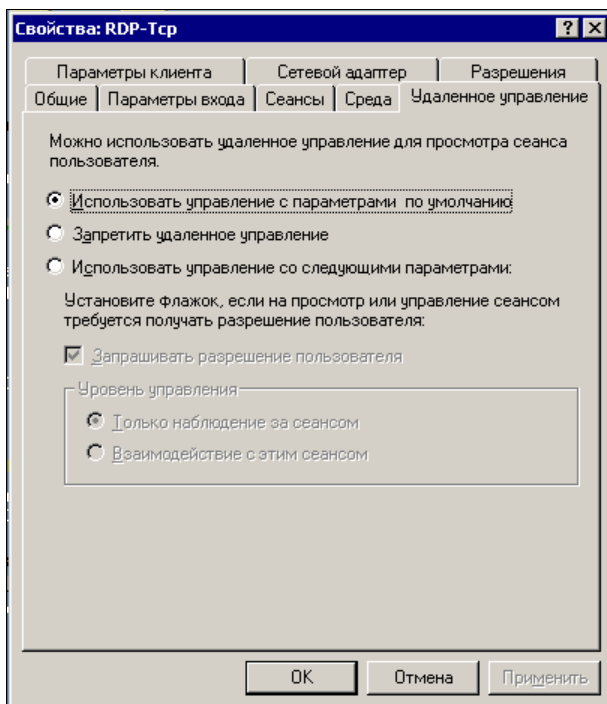 Свойства: RDP-Tcp
Параметры клиента Сетевой адаптер Разрешения
Общие Параметры входа Сеансы Среда Удаленное управление
Можно использовать удаленное управление для просмотра сеанса
пользователя.
Использовать управление с параметрами по умолчанию
Запретить удаленное управление
Использовать управление со следующими параметрами:
Установите флажок, если на просмотр или управление сеансом
требуется получать разрешение пользователя:
Запрашивать разрешение пользователя
Уровень управления
Только наблюдение за сеансом
Взаимодействие с этим сеансом
OK Отмена Применить